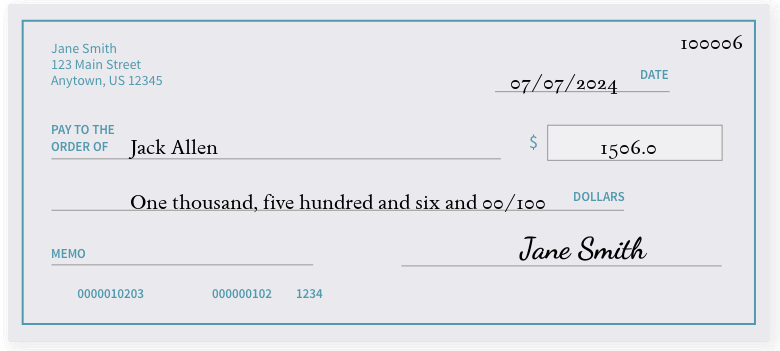 Jane Smith
123 Main Street
Anytown, US 12345
100006
07/07/2024 DATE
PAY TO THE
ORDER OF Jack Allen $ 1506.0
One thousand, five hundred and six and 00/100 DOLLARS
MEMO Jane Smith
0000010203 000000102 1234